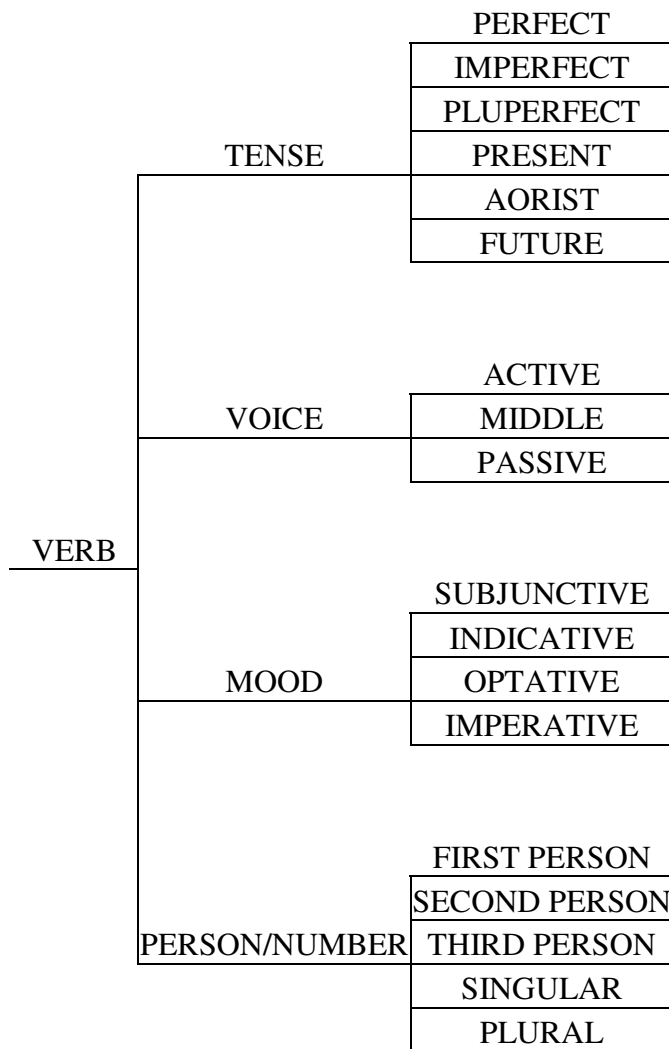 PERFECT
IMPERFECT
PLUPERFECT
TENSE PRESENT
AORIST
FUTURE
ACTIVE
VOICE MIDDLE
PASSIVE
VERB
SUBJUNCTIVE
INDICATIVE
MOOD OPTATIVE
IMPERATIVE
FIRST PERSON
SECOND PERSON
PERSON/NUMBER THIRD PERSON
SINGULAR
PLURAL